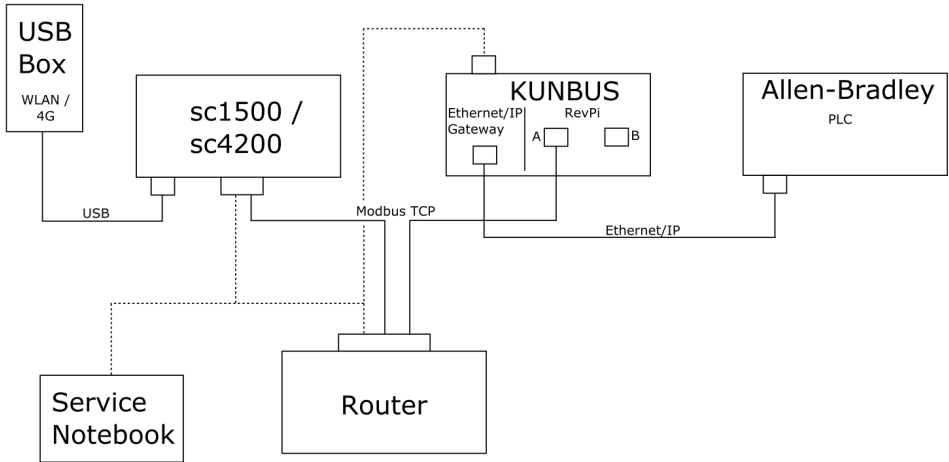 USB
Box
WLAN /
4G
sc1500 /
sc4200
KUNBUS
Ethernet/IP
Gateway
RevPi
A
B
Allen-Bradley
PLC
USB
Modbus TCP
Ethernet/IP
Service
Notebook
Router